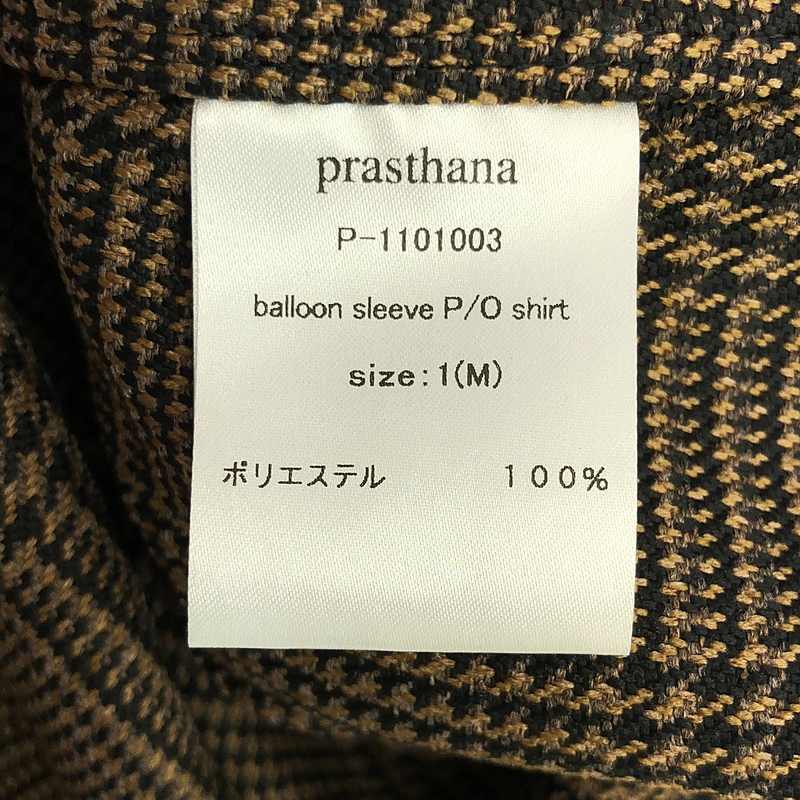 prasthana
P-1101003
balloon sleeve P/O shirt
size:1(M)
ポリエステル 100%